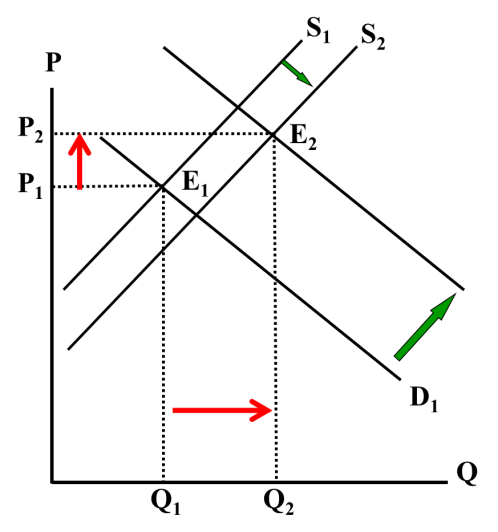 S₁
S₂
P
P₂
E₂
P₁
E₁
D₁
Q
Q₁
Q₂